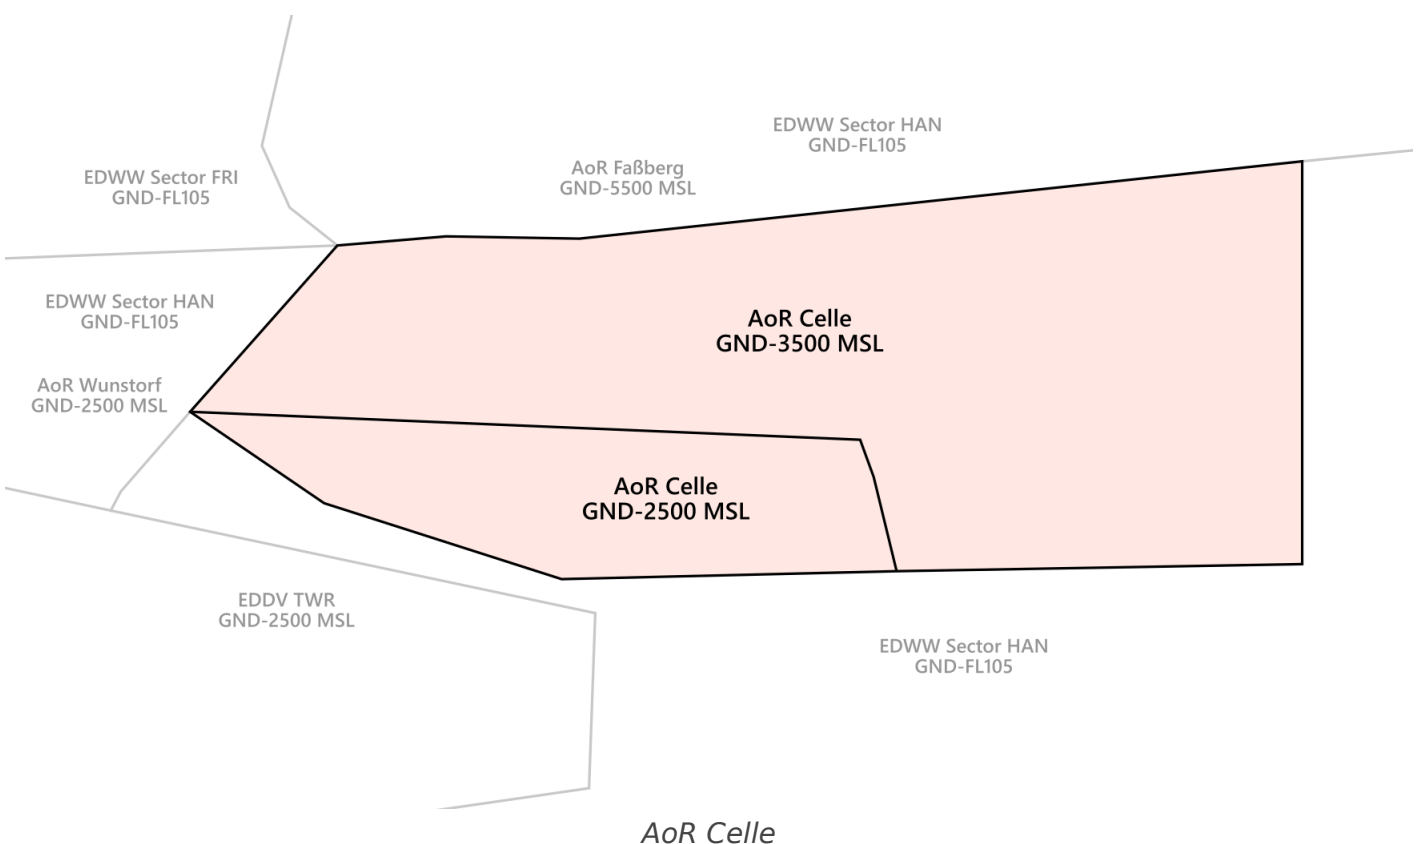 EDWW Sector HAN
GND-FL105
AoR Faßberg
GND-5500 MSL
EDWW Sector FRI
GND-FL105
EDWW Sector HAN
GND-FL105
AoR Celle
GND-3500 MSL
AoR Wunstorf
GND-2500 MSL
AoR Celle
GND-2500 MSL
EDDV TWR
GND-2500 MSL
EDWW Sector HAN
GND-FL105
AoR Celle